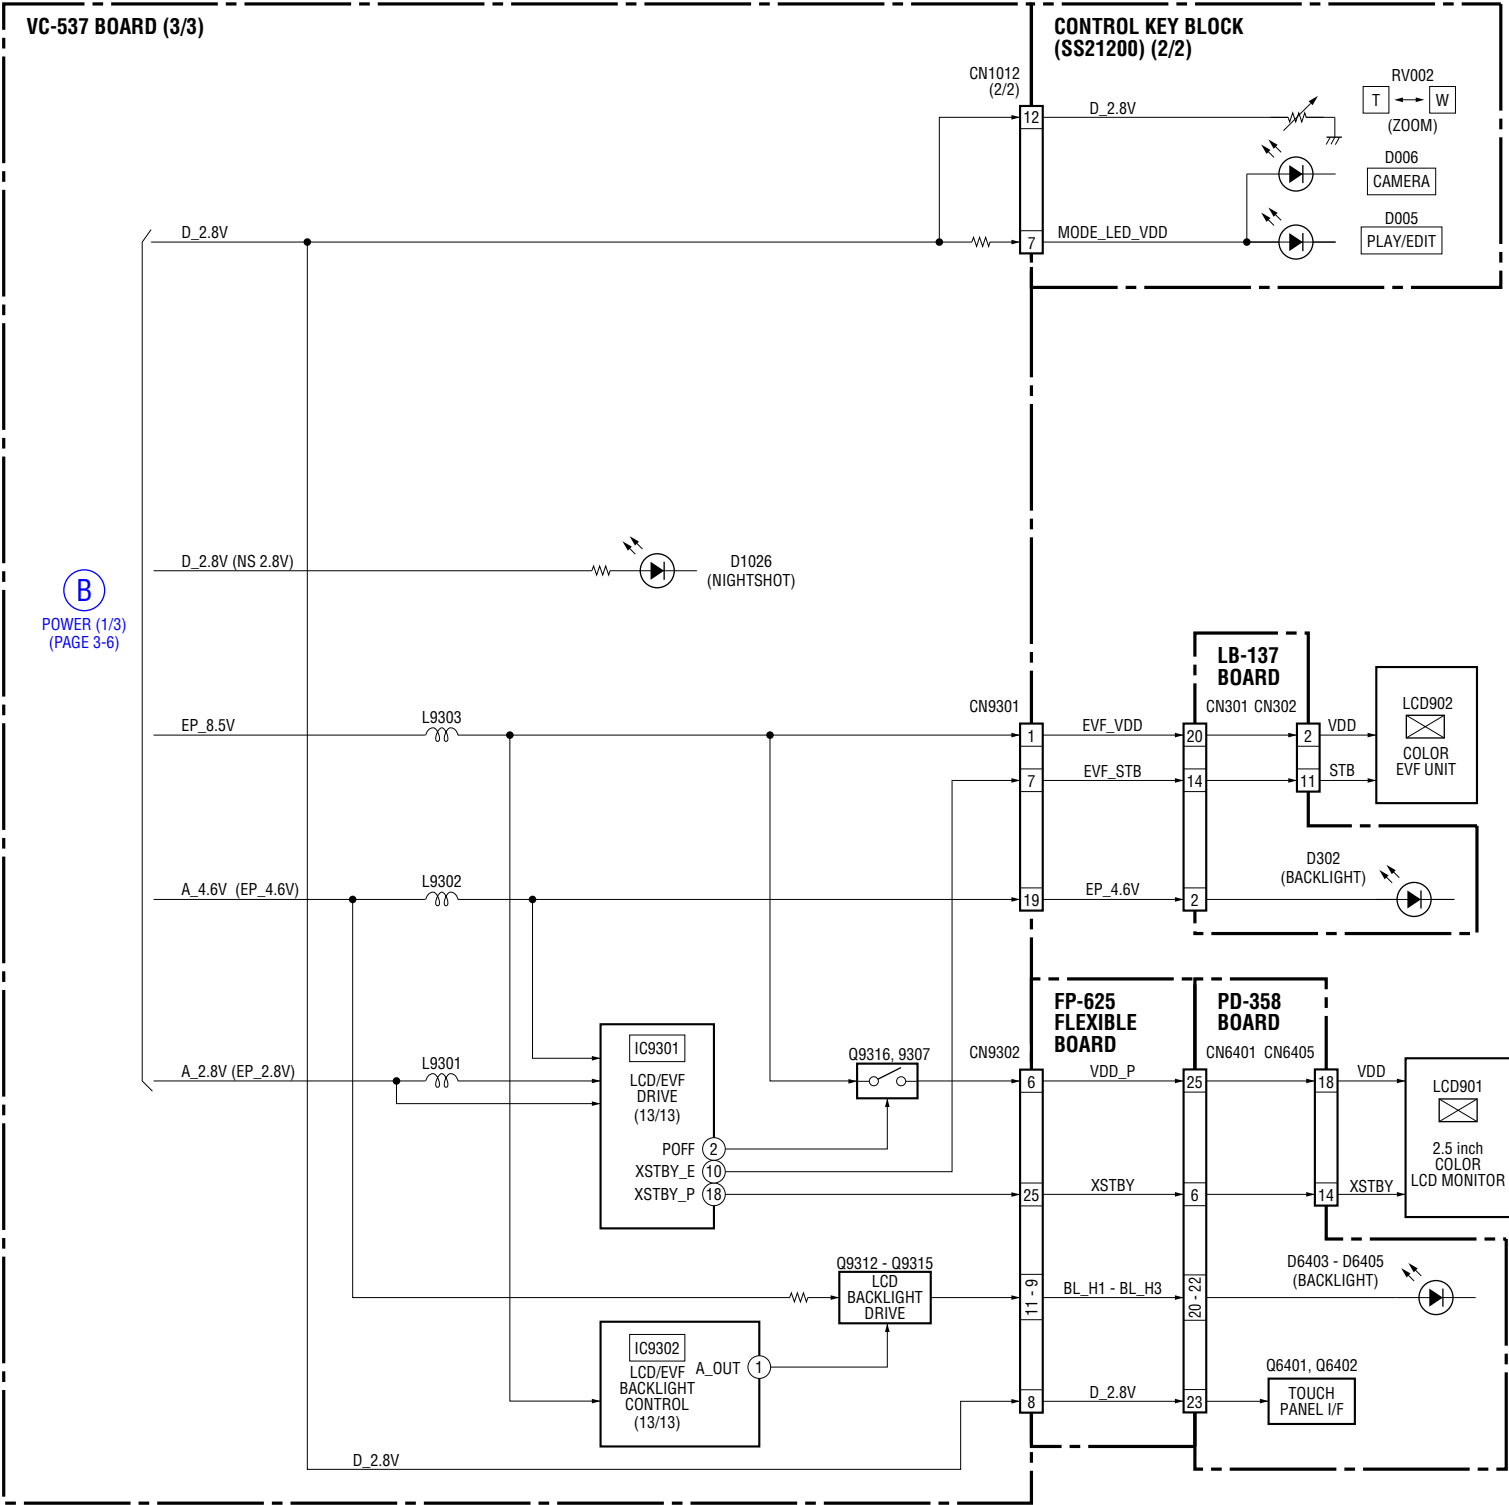 VC-537 BOARD (3/3)
CONTROL KEY BLOCK
(SS21200) (2/2)
CN1012
(2/2)
RV002
T
W
(ZOOM)
12
D_2.8V
D006
CAMERA
D005
PLAY/EDIT
D_2.8V
7
MODE_LED_VDD
D_2.8V (NS 2.8V)
D1026
(NIGHTSHOT)
B
POWER (1/3)
(PAGE 3-6)
LB-137
BOARD
CN9301
CN301 CN302
EP_8.5V
L9303
1
EVF_VDD
20
2
VDD
LCD902
COLOR
EVF UNIT
7
EVF_STB
14
11
STB
A_4.6V (EP_4.6V)
L9302
19
EP_4.6V
2
D302
(BACKLIGHT)
FP-625
FLEXIBLE
BOARD
PD-358
BOARD
CN9302
CN6401 CN6405
A_2.8V (EP_2.8V)
L9301
IC9301
LCD/EVF
DRIVE
(13/13)
POFF
2
XSTBY_E
10
XSTBY_P
18
Q9316, 9307
6
VDD_P
25
18
VDD
LCD901
2.5 inch
COLOR
LCD MONITOR
25
XSTBY
6
14
XSTBY
Q9312 - Q9315
LCD
BACKLIGHT
DRIVE
11 - 9
BL_H1 - BL_H3
20 - 22
D6403 - D6405
(BACKLIGHT)
IC9302
LCD/EVF
BACKLIGHT
CONTROL
(13/13)
A_OUT
1
8
D_2.8V
23
Q6401, Q6402
TOUCH
PANEL I/F
D_2.8V